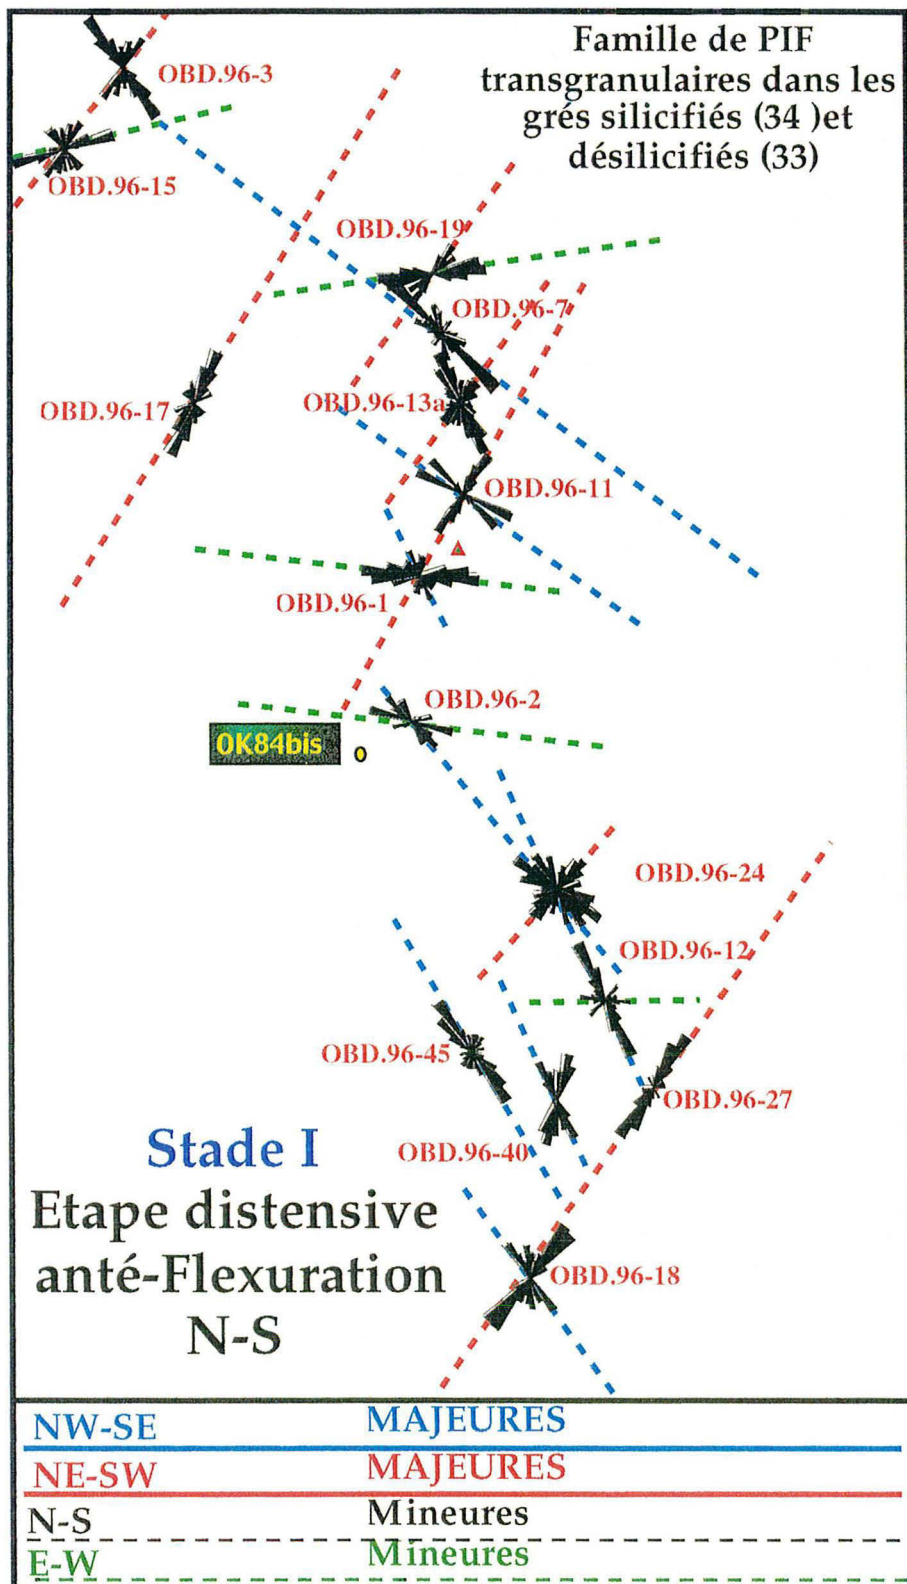 Famille de PIF
transgranulaires dans les
grés silicifiés (34 )et
désilicifiés (33)
OBD.96-3
OBD.96-15
OBD.96-19
OBD.96-7
OBD.96-17
OBD.96-13a
OBD.96-11
OBD.96-1
OBD.96-2
OK84bis
OBD.96-24
OBD.96-12
OBD.96-45
OBD.96-27
OBD.96-40
OBD.96-18
Stade I
Etape distensive
anté-Flexuration
N-S
NW-SE MAJEURES
NE-SW MAJEURES
N-S Mineures
E-W Mineures